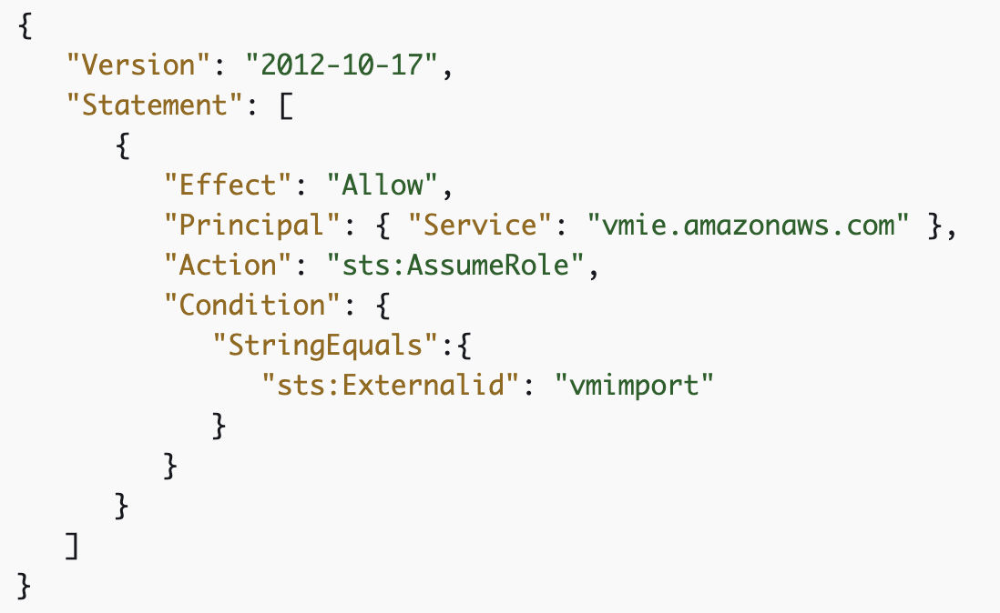 {
   "Version": "2012-10-17",
   "Statement": [
      {
         "Effect": "Allow",
         "Principal": { "Service": "vmie.amazonaws.com" },
         "Action": "sts:AssumeRole",
         "Condition": {
            "StringEquals":{
               "sts:Externalid": "vmimport"
            }
         }
      }
   ]
}